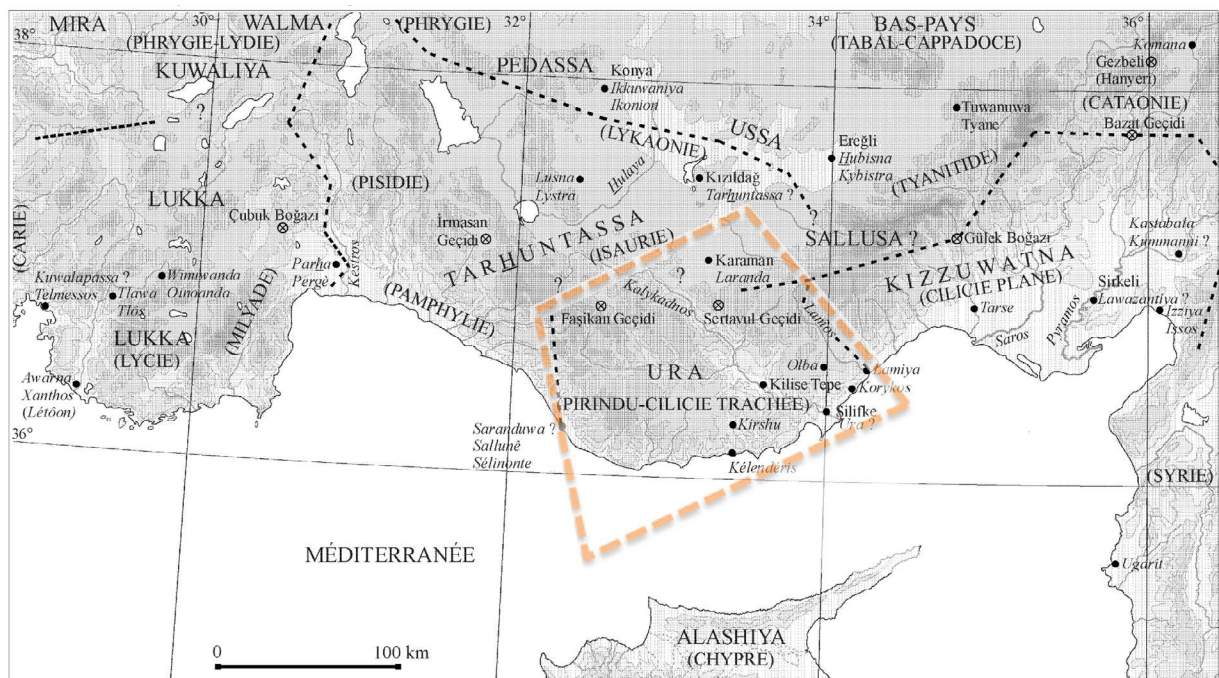 30°
32°
34°
36°
38°
36°
MIRA
WALMA
(PHRYGIE-LYDIE)
KUWALIYA
?
(PHRYGIE)
PEDASSA
Konya
Ikkuwaniya
Ikonion
BAS-PAYS
(TABAL-CAPPADOCE)
Komana
Gezbeli
(Hanyeri)
(CATAONIE)
Bazat Geçidi
Tuwanuwa
Tyane
USSA
(LYKAONIE)
Ereğli
Hubisna
Kybistra
(TYANITIDE)
Lusna
Lystra
Hulaya
Kızıldağ
Tarhuntassa ?
(PISIDIE)
LUKKA
Çubuk Boğazı
(CARIE)
İrmasan
Geçidi
TARHUNTASSA
(ISAURIE)
?
SALLUSA ?
Gülek Boğazı
Kastabala
Kummanni ?
Kuwalapassa ?
Telmessos
Tlawa
Tlôs
Winiwanda
Oinoanda
Parha
Pergé
Kestros
(MILYADE)
(PAMPHYLIE)
?
?
Karaman
Laranda
Kalykadnos
Faşikan Geçidi
Sertavul Geçidi
Lamos
KIZZUWATNA
(CILICIE PLANE)
Tarse
Saros
Pyramos
Sirkeli
Lawazantiya ?
Izziya
Issos
LUKKA
(LYCIE)
Awarna
Xanthos
(Létôon)
URA
(PIRINDU-CILICIE TRACHÉE)
Olba
Kilise Tepe
Lamiya
Korykos
Silifke
Ura ?
Kirshu
Kélendéris
Saranduwa ?
Sallunê
Sélinonte
(SYRIE)
Ugarit
MÉDITERRANÉE
ALASHIYA
(CHYPRE)
0
100 km